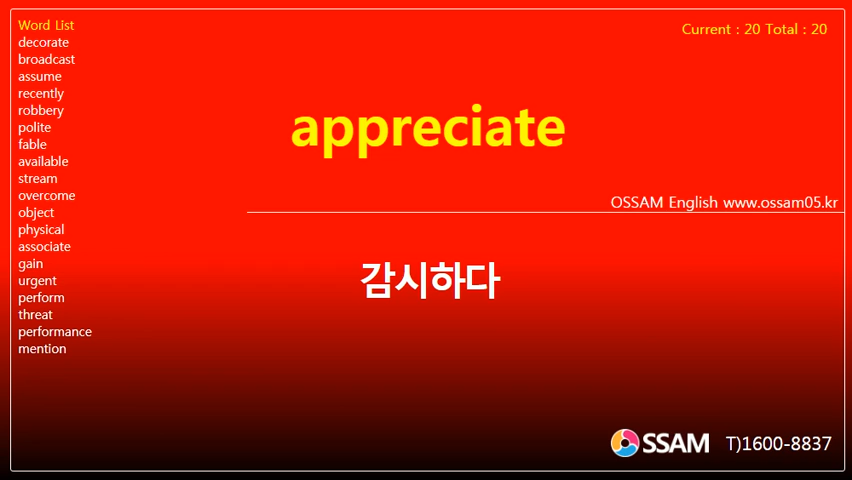 Word List
decorate
broadcast
assume
recently
robbery
polite
fable
available
stream
overcome
object
physical
associate
gain
urgent
perform
threat
performance
mention
Current : 20 Total : 20
appreciate
OSSAM English www.ossam05.kr
감시하다
OSSAM T)1600-8837